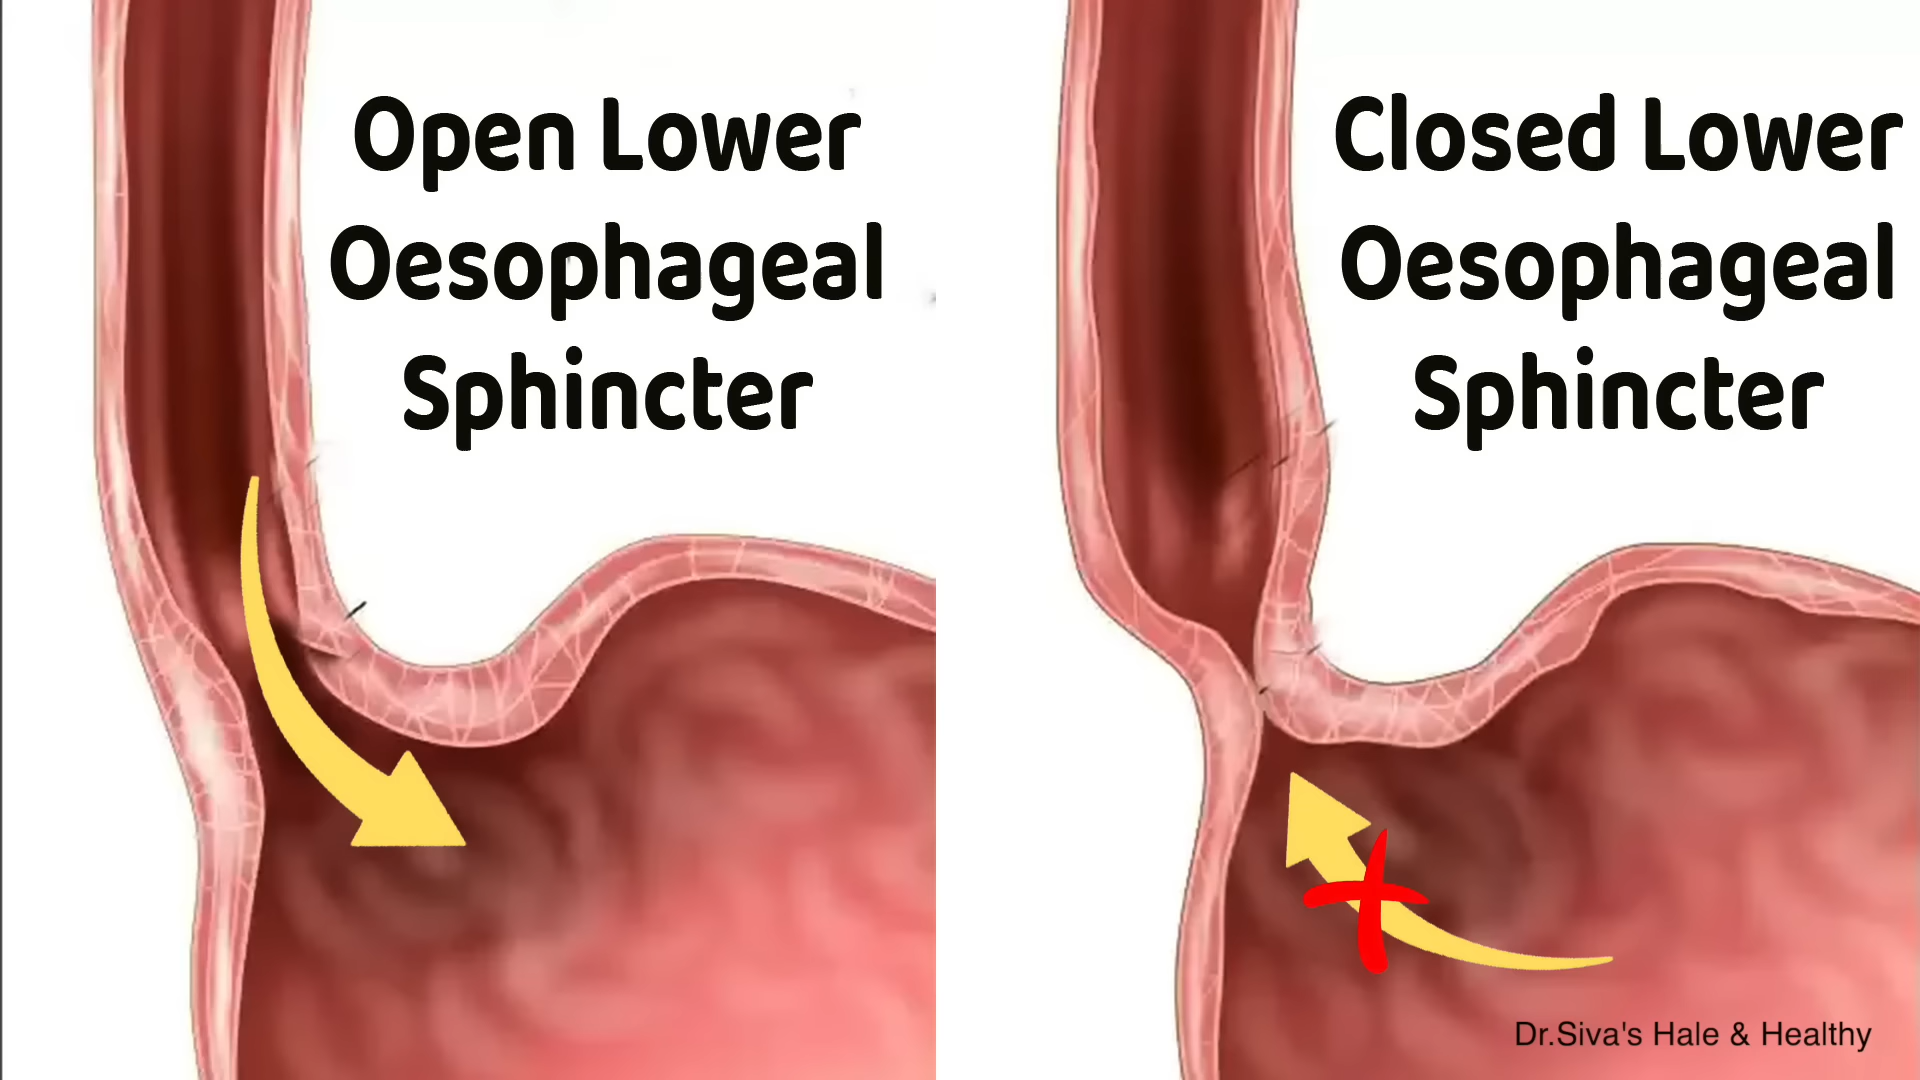 Open Lower
Oesophageal
Sphincter
Closed Lower
Oesophageal
Sphincter
Dr.Siva's Hale & Healthy